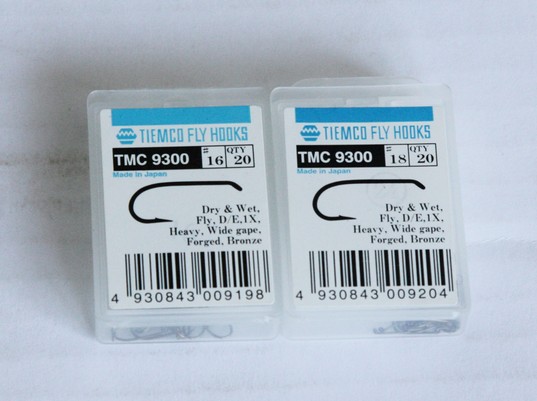 TIEMCO FLY HOOKS
TMC 9300 # 16 QTY 20
Made in Japan
Dry & Wet,
Fly, D/E,1X,
Heavy, Wide gape,
Forged, Bronze
4 930843 009198
TIEMCO FLY HOOKS
TMC 9300 # 18 QTY 20
Made in Japan
Dry & Wet,
Fly, D/E,1X,
Heavy, Wide gape,
Forged, Bronze
4 930843 009204